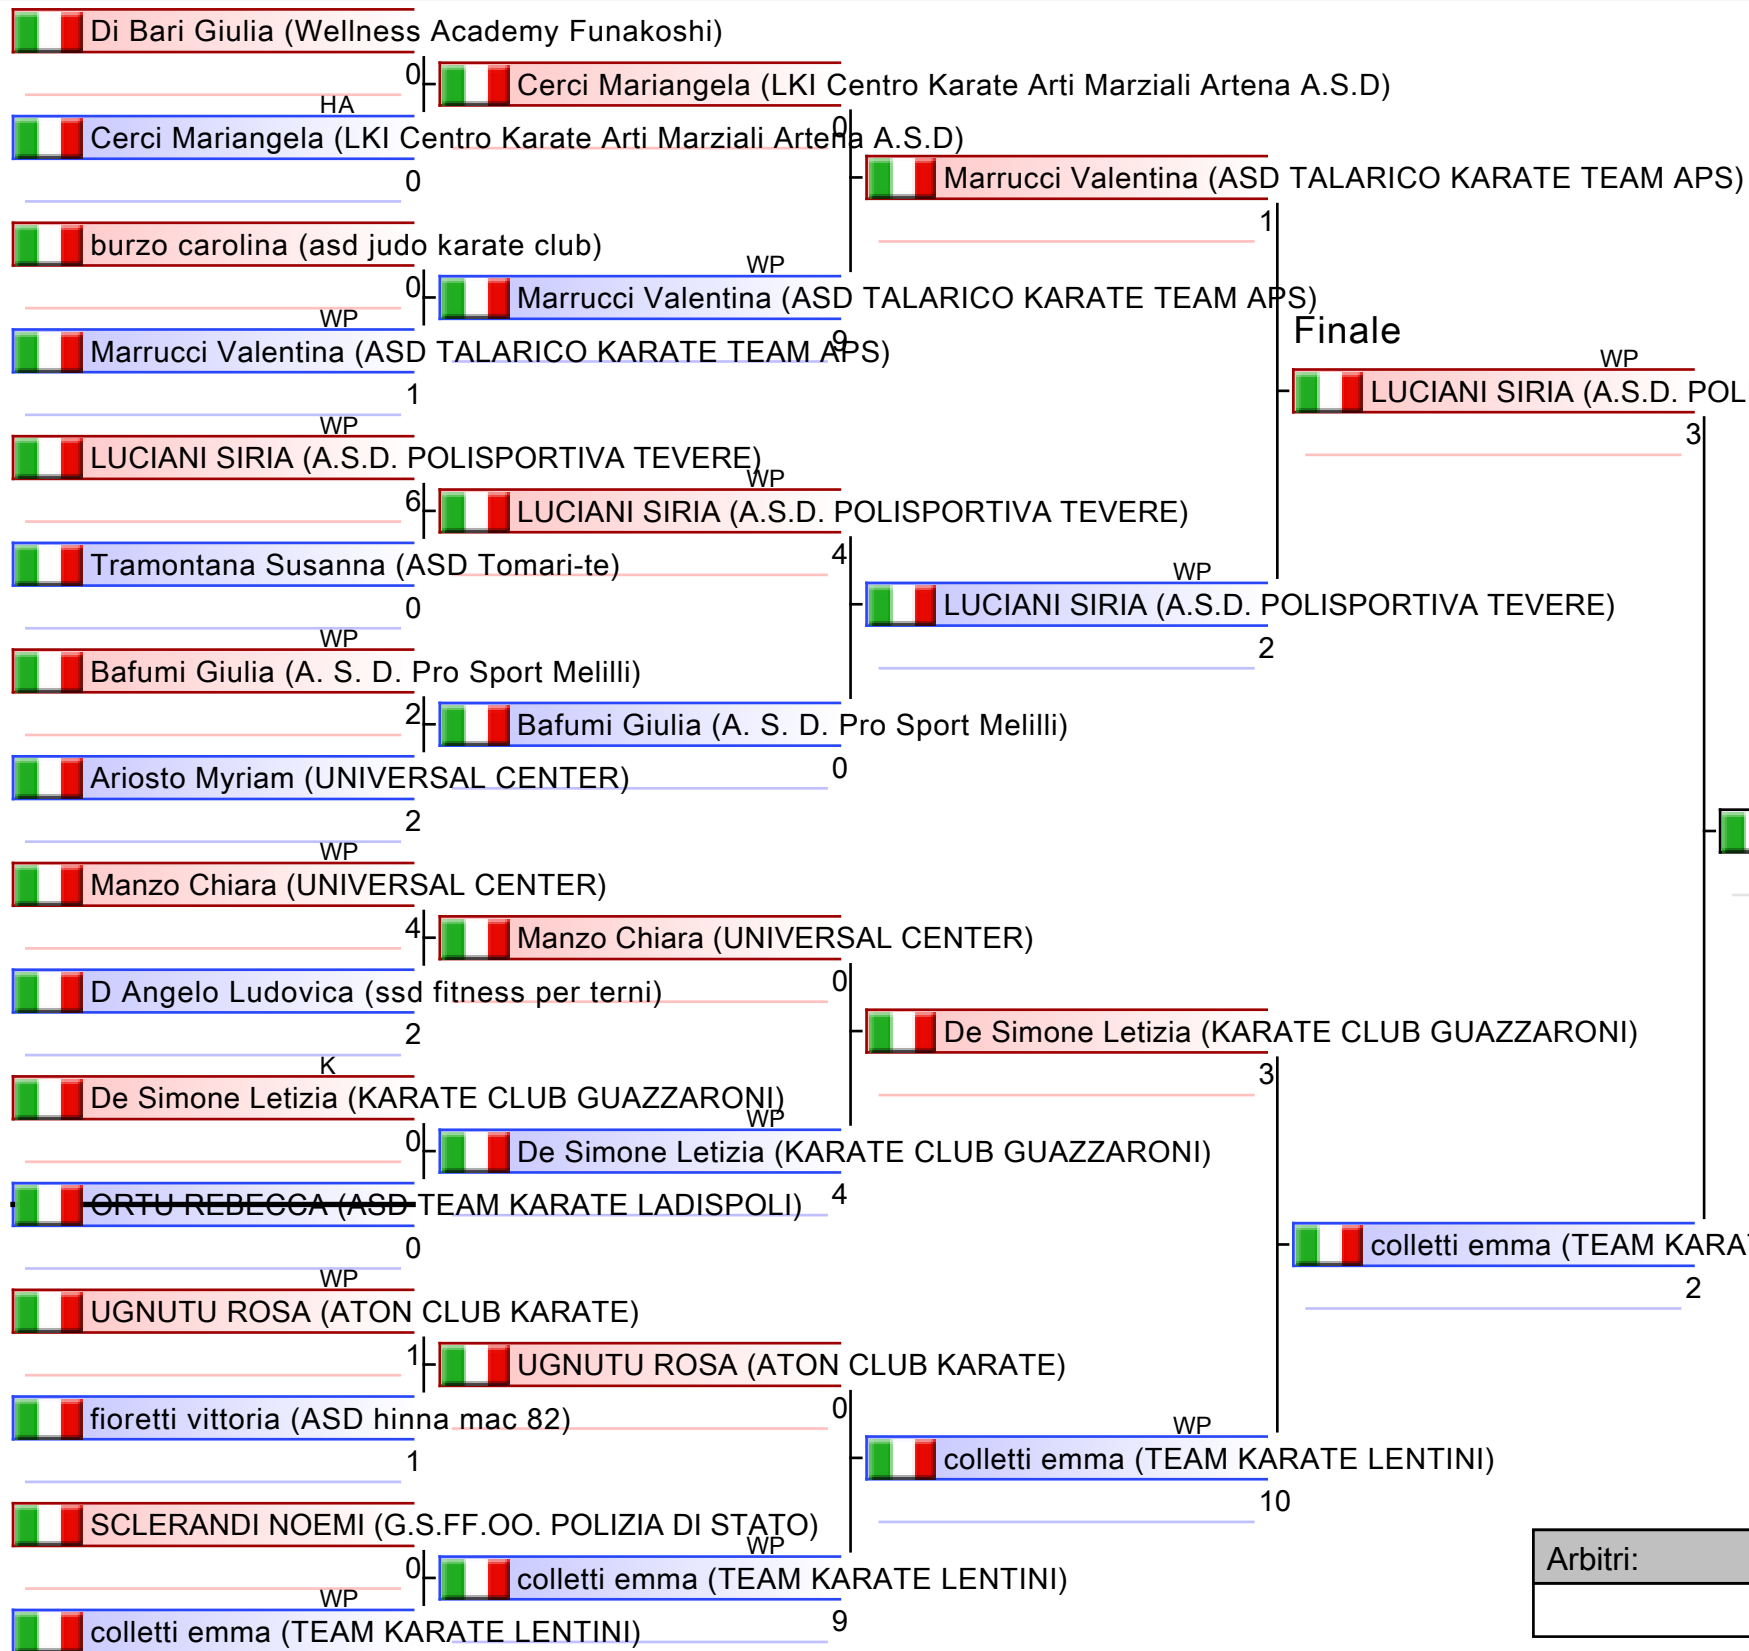 Di Bari Giulia (Wellness Academy Funakoshi)
0
HA
Cerci Mariangela (LKI Centro Karate Arti Marziali Artena A.S.D)
0
burzo carolina (asd judo karate club)
0
WP
Marrucci Valentina (ASD TALARICO KARATE TEAM APS)
1
WP
LUCIANI SIRIA (A.S.D. POLISPORTIVA TEVERE)
6
Tramontana Susanna (ASD Tomari-te)
0
WP
Bafumi Giulia (A. S. D. Pro Sport Melilli)
2
Ariosto Myriam (UNIVERSAL CENTER)
2
WP
Manzo Chiara (UNIVERSAL CENTER)
4
D Angelo Ludovica (ssd fitness per terni)
2
K
De Simone Letizia (KARATE CLUB GUAZZARONI)
0
ORTU REBECCA (ASD TEAM KARATE LADISPOLI)
0
WP
UGNUTU ROSA (ATON CLUB KARATE)
1
fioretti vittoria (ASD hinna mac 82)
1
SCLERANDI NOEMI (G.S.FF.OO. POLIZIA DI STATO)
0
WP
colletti emma (TEAM KARATE LENTINI)
Cerci Mariangela (LKI Centro Karate Arti Marziali Artena A.S.D)
0
WP
Marrucci Valentina (ASD TALARICO KARATE TEAM APS)
9
WP
LUCIANI SIRIA (A.S.D. POLISPORTIVA TEVERE)
4
Bafumi Giulia (A. S. D. Pro Sport Melilli)
0
Manzo Chiara (UNIVERSAL CENTER)
0
WP
De Simone Letizia (KARATE CLUB GUAZZARONI)
4
UGNUTU ROSA (ATON CLUB KARATE)
0
WP
colletti emma (TEAM KARATE LENTINI)
9
Marrucci Valentina (ASD TALARICO KARATE TEAM APS)
1
WP
LUCIANI SIRIA (A.S.D. POLISPORTIVA TEVERE)
2
De Simone Letizia (KARATE CLUB GUAZZARONI)
3
WP
colletti emma (TEAM KARATE LENTINI)
10
Finale
WP
LUCIANI SIRIA (A.S.D. POL
3
colletti emma (TEAM KARA
2
Arbitri: